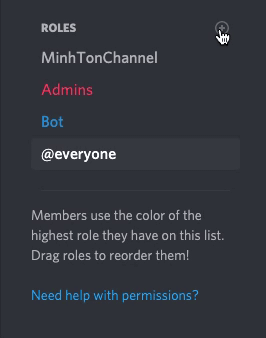 ROLES
MinhTonChannel
Admins
Bot
@everyone
Members use the color of the
highest role they have on this list.
Drag roles to reorder them!
Need help with permissions?